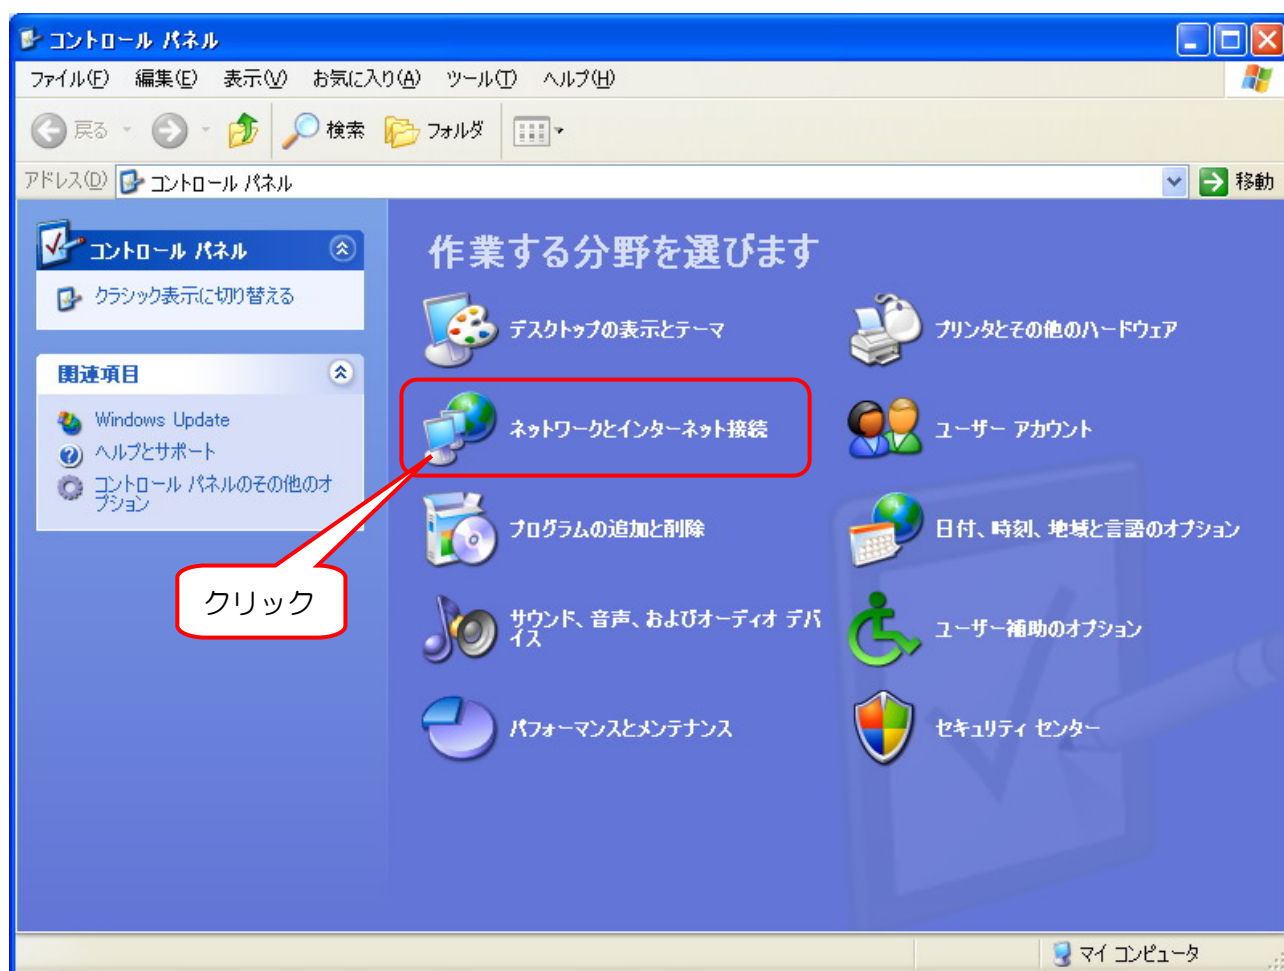 コントロール パネル
ファイル(F) 編集(E) 表示(V) お気に入り(A) ツール(T) ヘルプ(H)
戻る 検索 フォルダ
アドレス(D) コントロール パネル 移動
コントロール パネル
クラシック表示に切り替える
関連項目
Windows Update
ヘルプとサポート
コントロール パネルのその他のオ
プション
作業する分野を選びます
デスクトップの表示とテーマ
プリンタとその他のハードウェア
ネットワークとインターネット接続
ユーザー アカウント
プログラムの追加と削除
日付、時刻、地域と言語のオプション
サウンド、音声、およびオーディオ デバ
イス
ユーザー補助のオプション
パフォーマンスとメンテナンス
セキュリティ センター
クリック
マイ コンピュータ